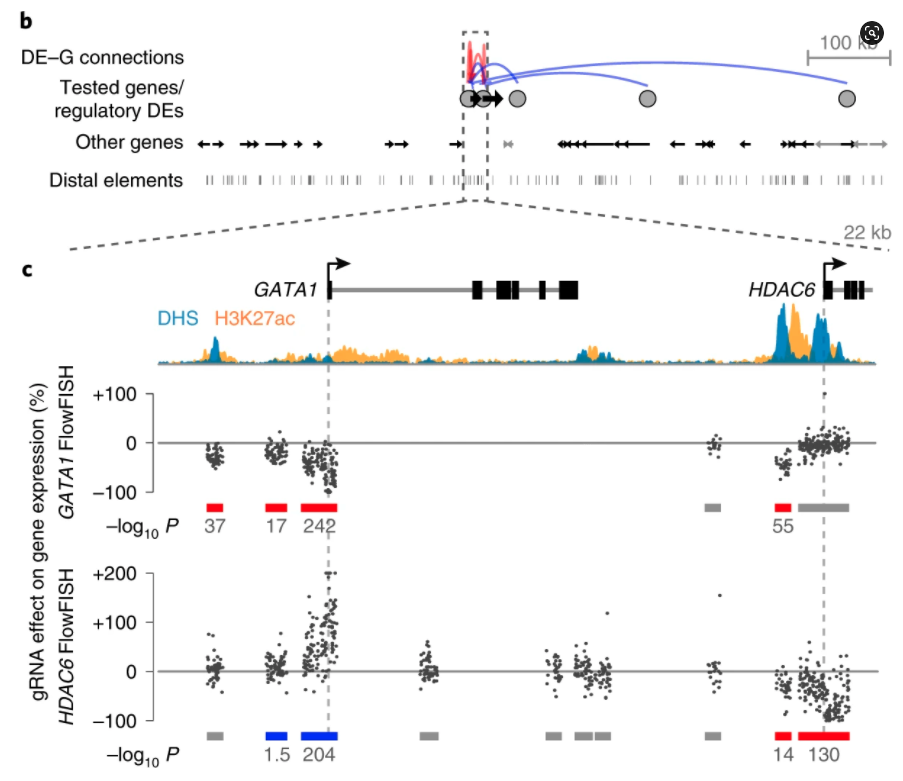 b
DE–G connections
100 kb
Tested genes/
regulatory DEs
Other genes
Distal elements
22 kb
c
GATA1
HDAC6
DHS H3K27ac
gRNA effect on gene expression (%)
GATA1 FlowFISH
+100
0
–100
–log10 P
37
17
242
55
HDAC6 FlowFISH
+200
+100
0
–100
–log10 P
1.5
204
14
130